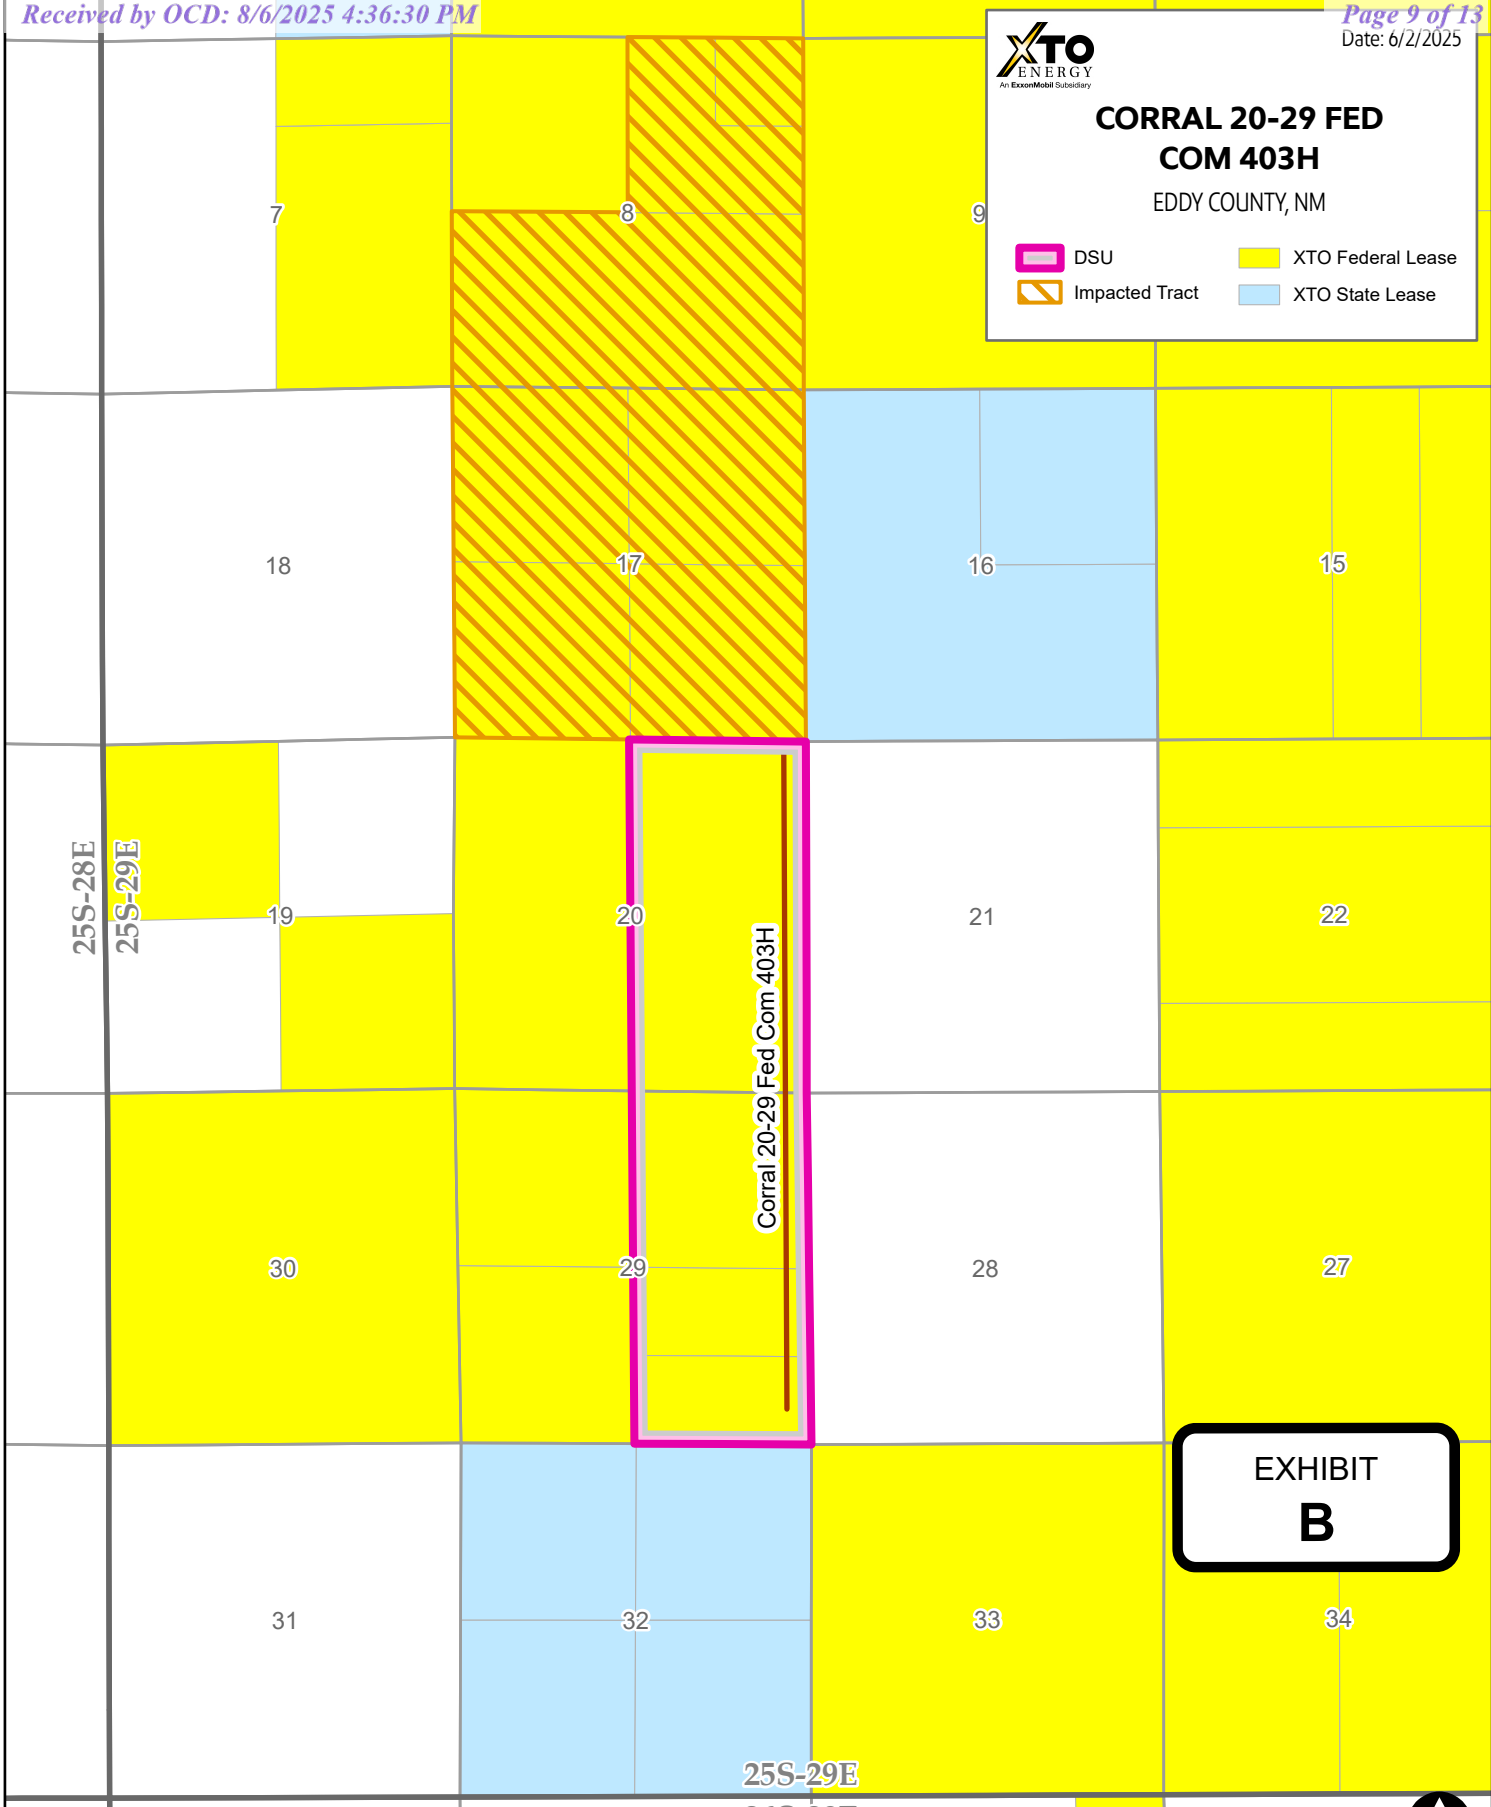 Received by OCD: 8/6/2025 4:36:30 PM
Page 9 of 13
Date: 6/2/2025
XTO
ENERGY
An ExxonMobil Subsidiary
CORRAL 20-29 FED
COM 403H
EDDY COUNTY, NM
DSU
XTO Federal Lease
Impacted Tract
XTO State Lease
7
8
9
18
17
16
15
25S-28E
25S-29E
19
20
21
22
Corral 20-29 Fed Com 403H
30
29
28
27
EXHIBIT
B
31
32
33
34
25S-29E